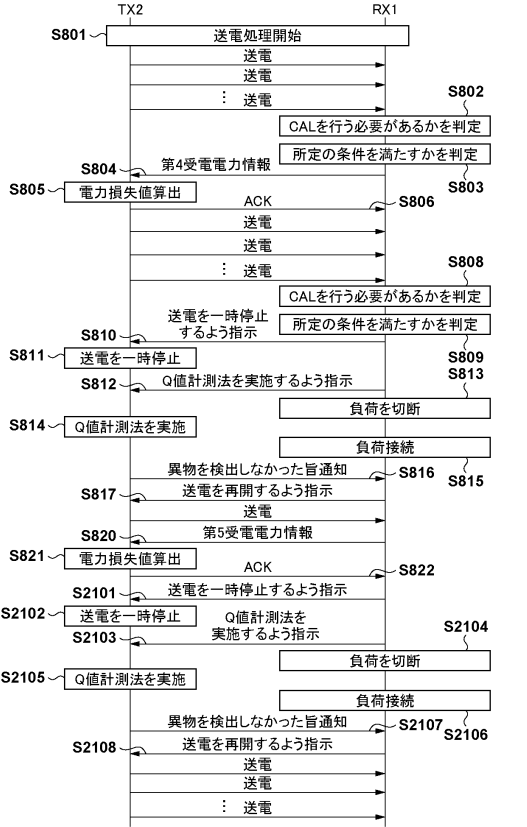 TX2 RX1
S801 送電処理開始
送電
送電
⋮ 送電
S802
CALを行う必要があるかを判定
所定の条件を満たすかを判定
S803
S804 第4受電電力情報
S805 電力損失値算出
ACK S806
送電
送電
⋮ 送電
S808
CALを行う必要があるかを判定
所定の条件を満たすかを判定
S809
送電を一時停止
するよう指示
S810
S811 送電を一時停止
S812 Q値計測法を実施するよう指示
S813
負荷を切断
S814 Q値計測法を実施
負荷接続
S815
異物を検出しなかった旨通知 S816
S817 送電を再開するよう指示
送電
S820 第5受電電力情報
S821 電力損失値算出
ACK S822
S2101 送電を一時停止するよう指示
S2102 送電を一時停止
Q値計測法を
実施するよう指示
S2103
S2104
負荷を切断
S2105 Q値計測法を実施
負荷接続
S2106
異物を検出しなかった旨通知 S2107
S2108 送電を再開するよう指示
送電
送電
⋮ 送電